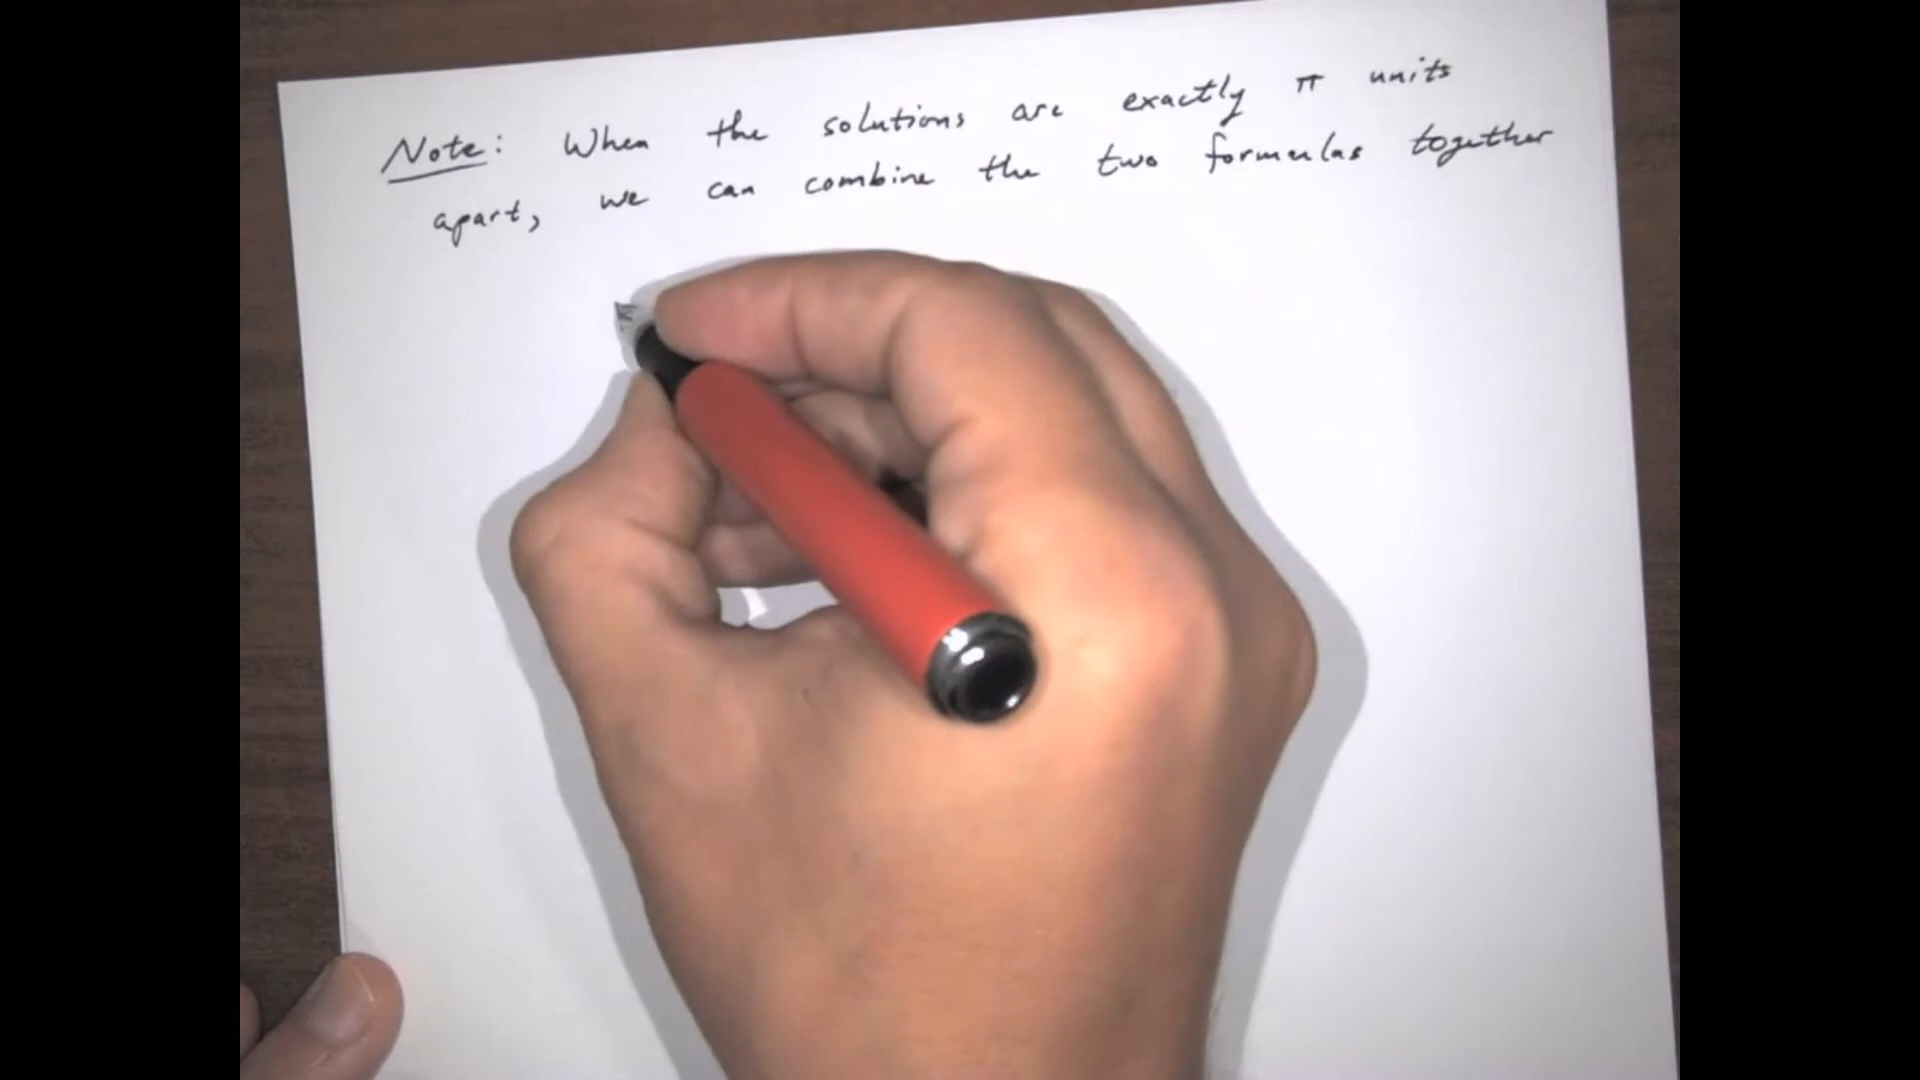 Note: When the solutions are exactly π units
apart, we can combine the two formulas together